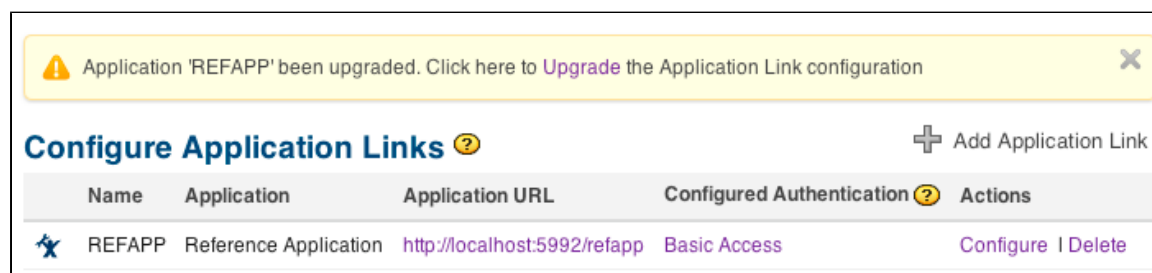 Application 'REFAPP' been upgraded. Click here to Upgrade the Application Link configuration
Configure Application Links ?
Add Application Link
Name Application Application URL Configured Authentication ? Actions
REFAPP Reference Application http://localhost:5992/refapp Basic Access Configure | Delete